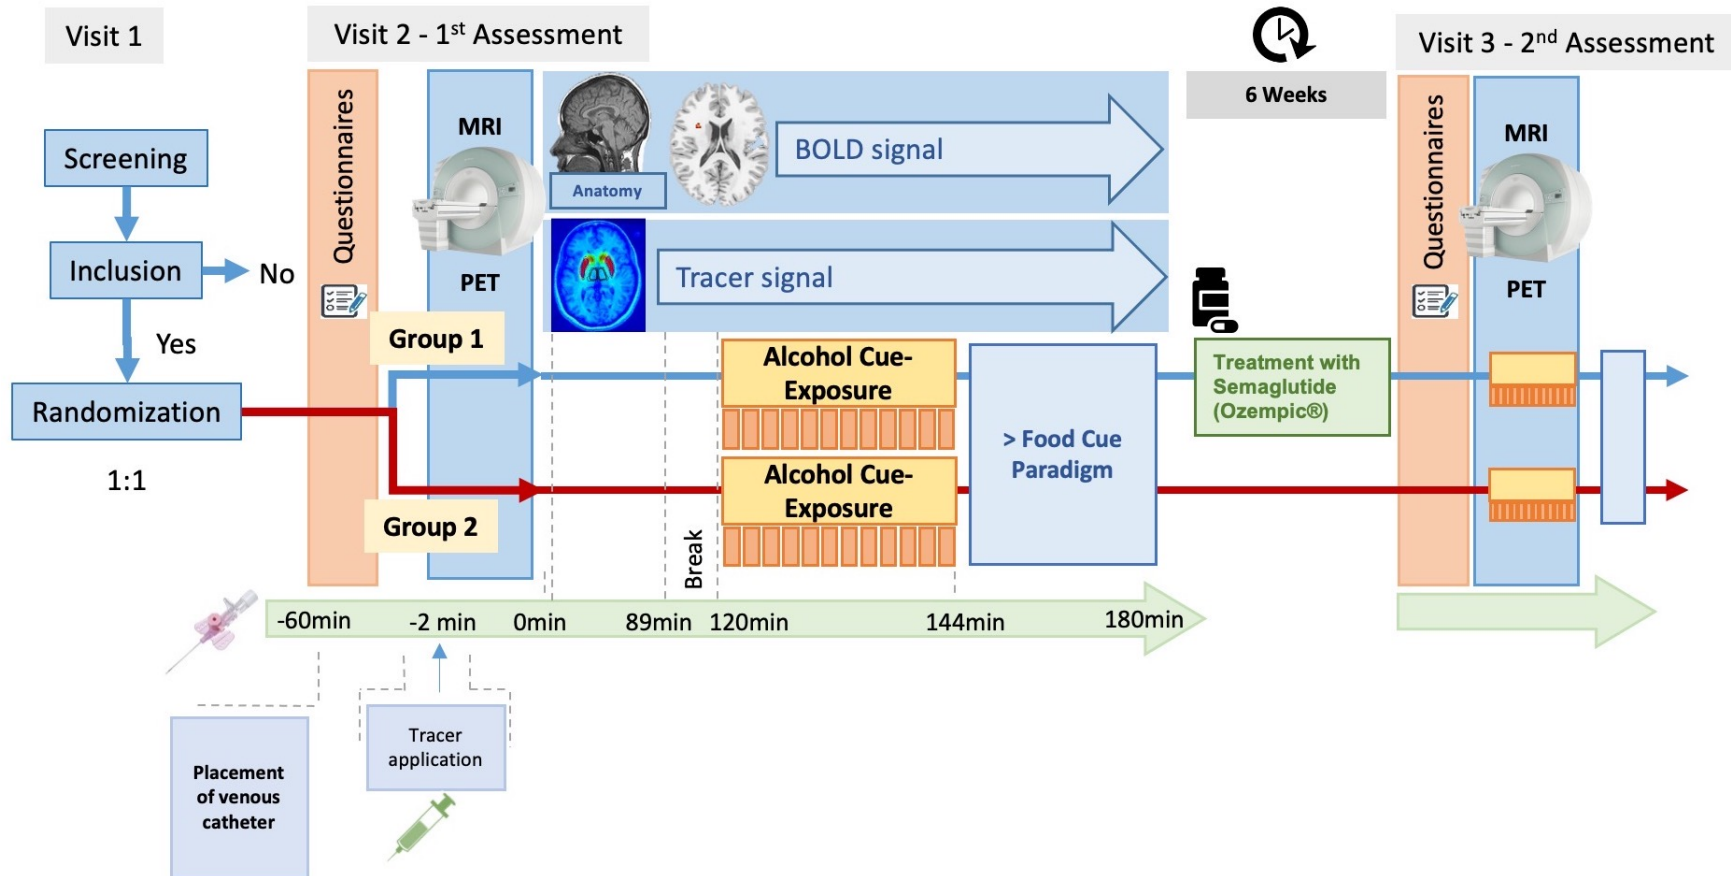 Visit 1
Visit 2 - 1st Assessment
6 Weeks
Visit 3 - 2nd Assessment
Screening
Inclusion
No
Yes
Randomization
1:1
Questionnaires
MRI
PET
Anatomy
BOLD signal
Tracer signal
Group 1
Group 2
Alcohol Cue-
Exposure
Alcohol Cue-
Exposure
Break
> Food Cue
Paradigm
Treatment with
Semaglutide
(Ozempic®)
Questionnaires
MRI
PET
-60min
-2 min
0min
89min
120min
144min
180min
Placement
of venous
catheter
Tracer
application